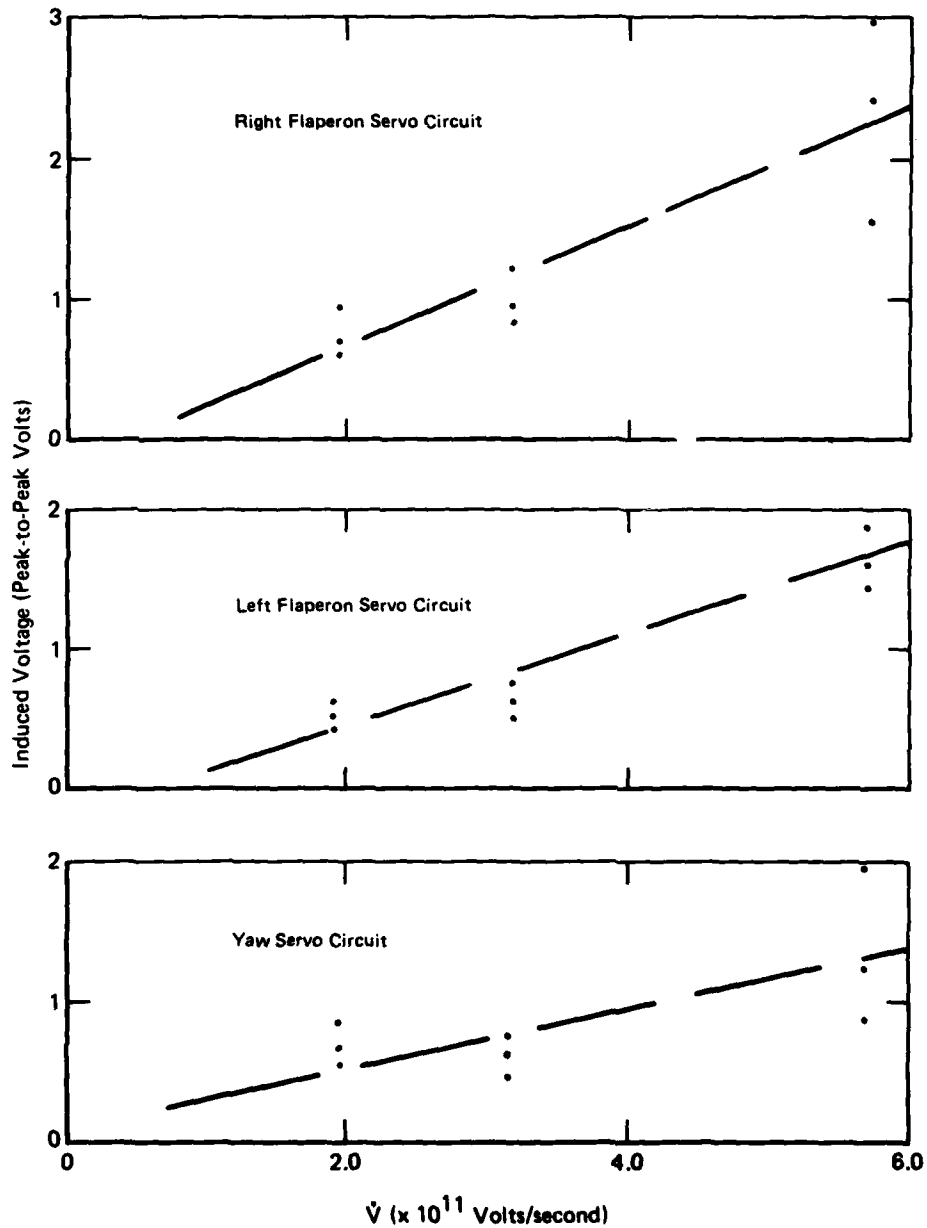 3
Right Flaperon Servo Circuit
2
1
0
Induced Voltage (Peak-to-Peak Volts)
2
Left Flaperon Servo Circuit
1
0
2
Yaw Servo Circuit
1
0
0 2.0 4.0 6.0
V̇ (x 10¹¹ Volts/second)